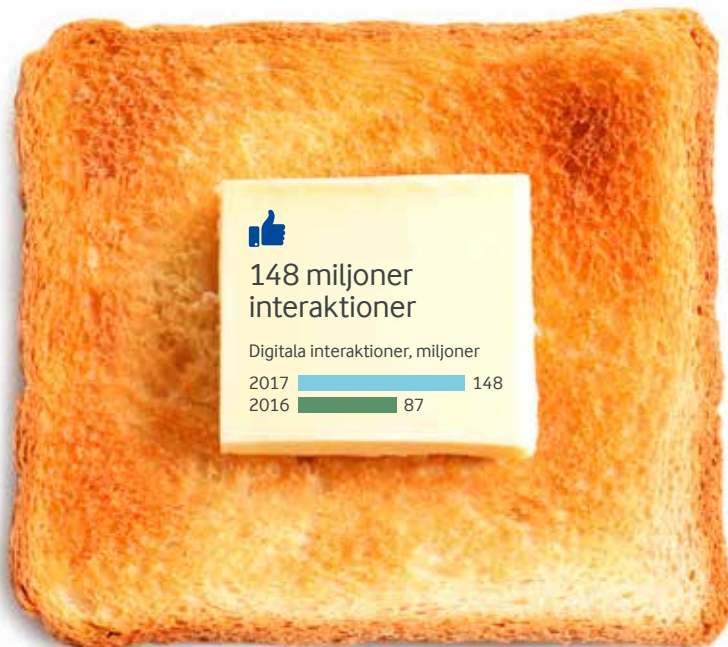 148 miljoner
interaktioner
Digitala interaktioner, miljoner
2017 148
2016 87